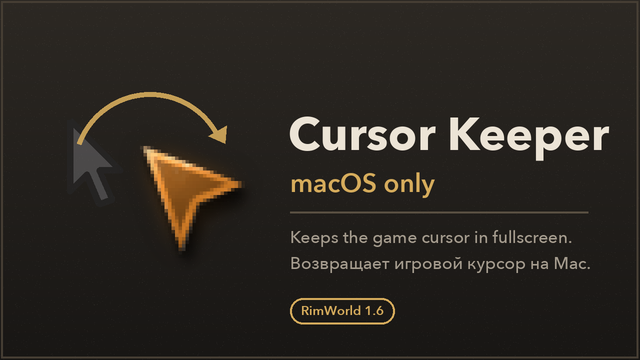 Cursor Keeper
macOS only
Keeps the game cursor in fullscreen.
Возвращает игровой курсор на Mac.
RimWorld 1.6